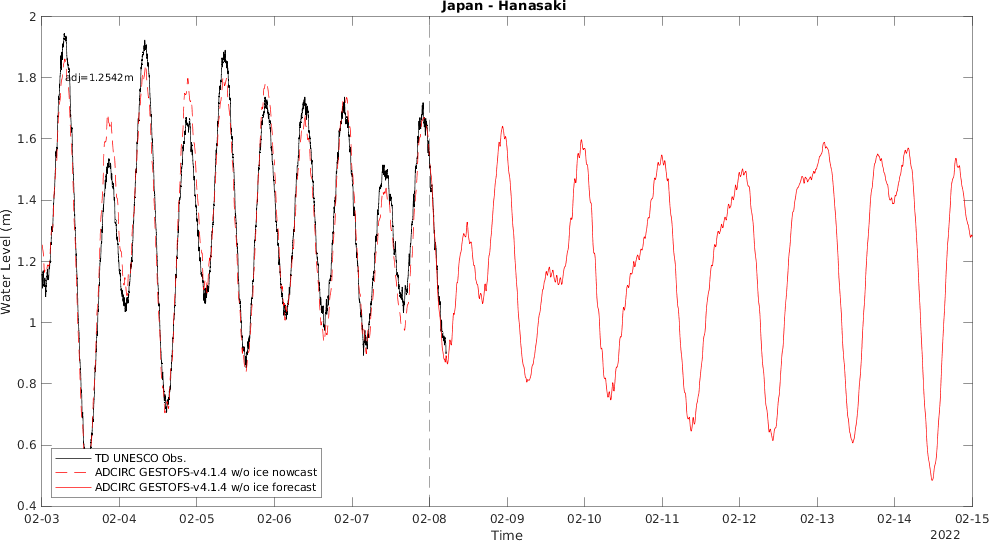 Japan - Hanasaki
2
1.8
1.6
1.4
1.2
1
0.8
0.6
0.4
Water Level (m)
adj=1.2542m
TD UNESCO Obs.
ADCIRC GESTOFS-v4.1.4 w/o ice nowcast
ADCIRC GESTOFS-v4.1.4 w/o ice forecast
02-03 02-04 02-05 02-06 02-07 02-08 02-09 02-10 02-11 02-12 02-13 02-14 02-15
Time
2022